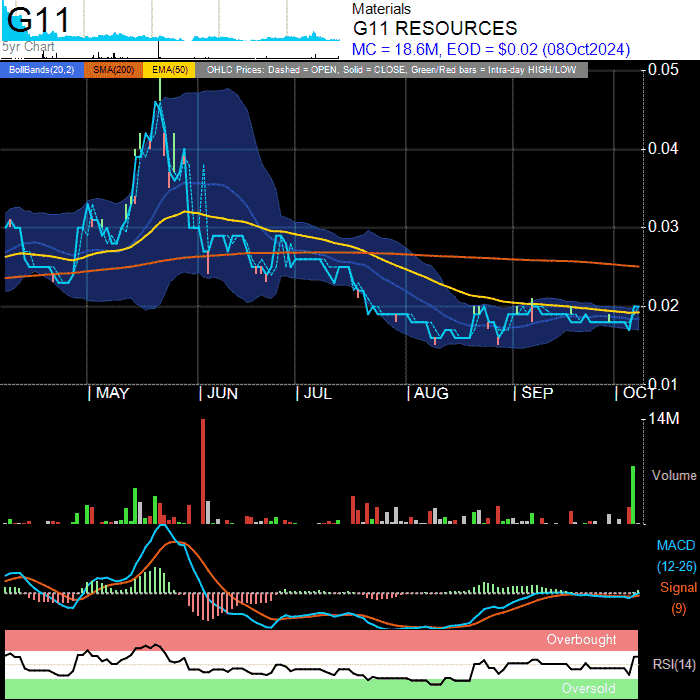 G11
5yr Chart
Materials
G11 RESOURCES
MC = 18.6M, EOD = $0.02 (08Oct2024)
BollBands(20,2) SMA(200) EMA(50) OHLC Prices: Dashed = OPEN, Solid = CLOSE, Green/Red bars = Intra-day HIGH/LOW
0.05
0.04
0.03
0.02
0.01
MAY JUN JUL AUG SEP OCT
14M
Volume
MACD
(12-26)
Signal
(9)
Overbought
RSI(14)
Oversold